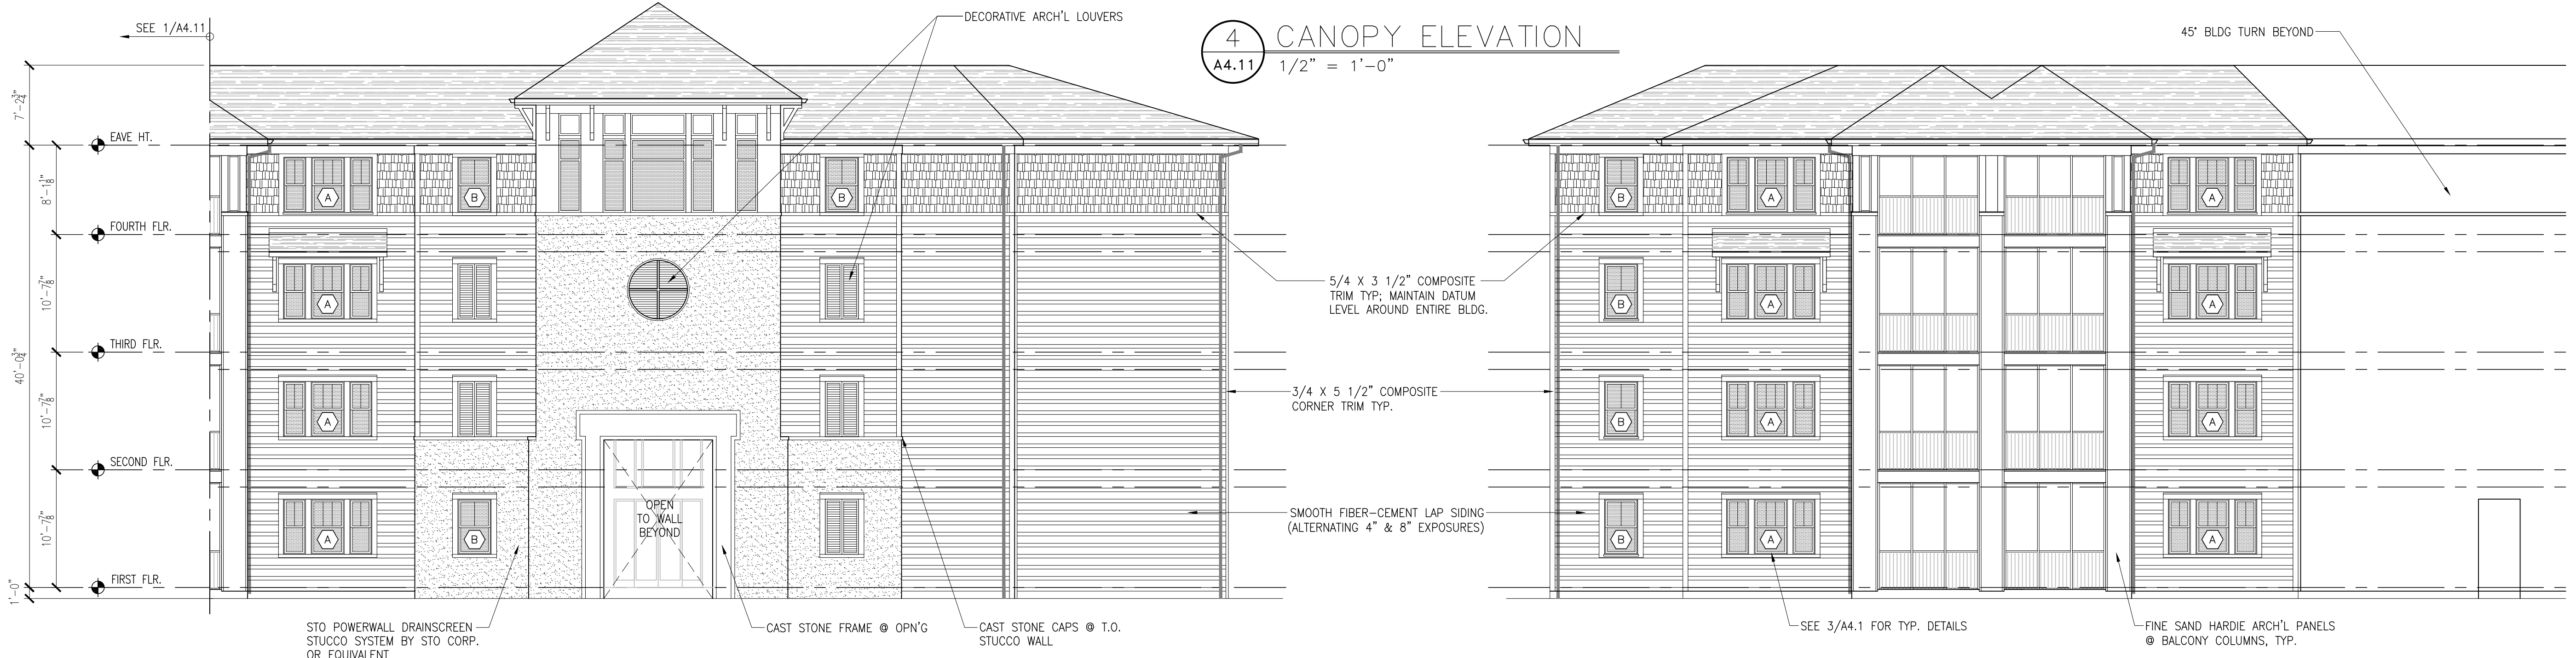 SEE 1/A4.11
DECORATIVE ARCH'L LOUVERS
4
A4.11
CANOPY ELEVATION
1/2" = 1'-0"
45° BLDG TURN BEYOND
7'-2 3/4"
EAVE HT.
8'-1 1/8"
FOURTH FLR.
10'-7 7/8"
THIRD FLR.
40'-0 3/4"
10'-7 7/8"
SECOND FLR.
10'-7 7/8"
FIRST FLR.
1'-0"
A
B
B
A
A
A
B
OPEN
TO WALL
BEYOND
5/4 X 3 1/2" COMPOSITE
TRIM TYP; MAINTAIN DATUM
LEVEL AROUND ENTIRE BLDG.
3/4 X 5 1/2" COMPOSITE
CORNER TRIM TYP.
SMOOTH FIBER-CEMENT LAP SIDING
(ALTERNATING 4" & 8" EXPOSURES)
B
A
A
B
A
A
B
A
A
B
A
A
STO POWERWALL DRAINSCREEN
STUCCO SYSTEM BY STO CORP.
OR EQUIVALENT
CAST STONE FRAME @ OPN'G
CAST STONE CAPS @ T.O.
STUCCO WALL
SEE 3/A4.1 FOR TYP. DETAILS
FINE SAND HARDIE ARCH'L PANELS
@ BALCONY COLUMNS, TYP.